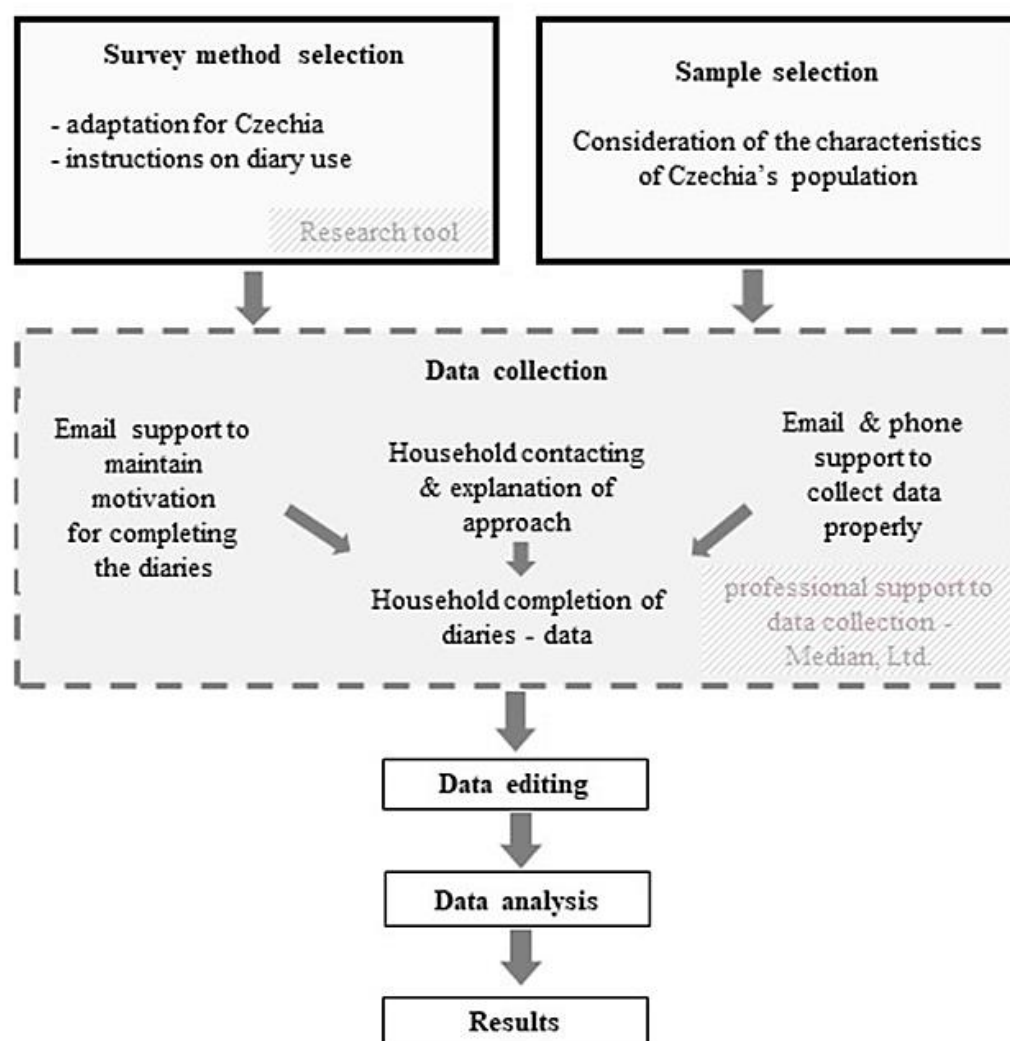 Survey method selection
- adaptation for Czechia
- instructions on diary use
Research tool
Sample selection
Consideration of the characteristics
of Czechia's population
Data collection
Email support to
maintain
motivation
for completing
the diaries
Household contacting
& explanation of
approach
Household completion of
diaries - data
Email & phone
support to
collect data
properly
professional support to
data collection -
Median, Ltd.
Data editing
Data analysis
Results